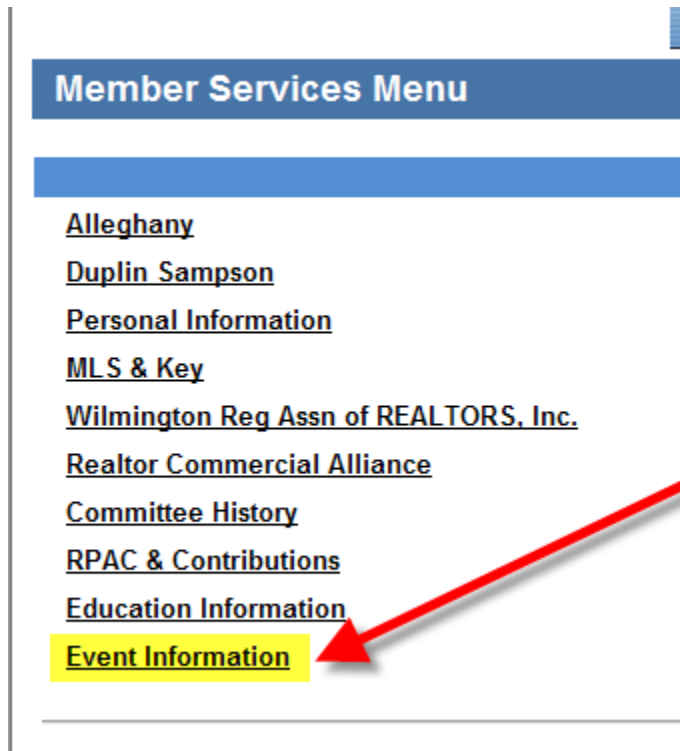 Member Services Menu
Alleghany
Duplin Sampson
Personal Information
MLS & Key
Wilmington Reg Assn of REALTORS, Inc.
Realtor Commercial Alliance
Committee History
RPAC & Contributions
Education Information
Event Information